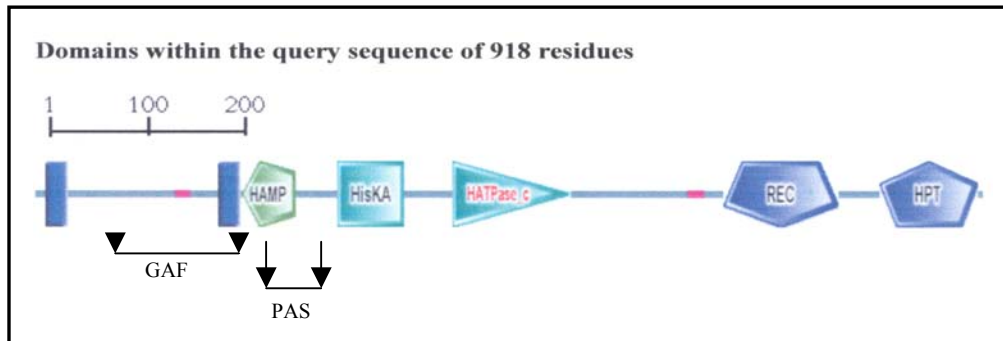 Domains within the query sequence of 918 residues
1 100 200
HAMP HisKA HATPase_c REC HPT
GAF
PAS